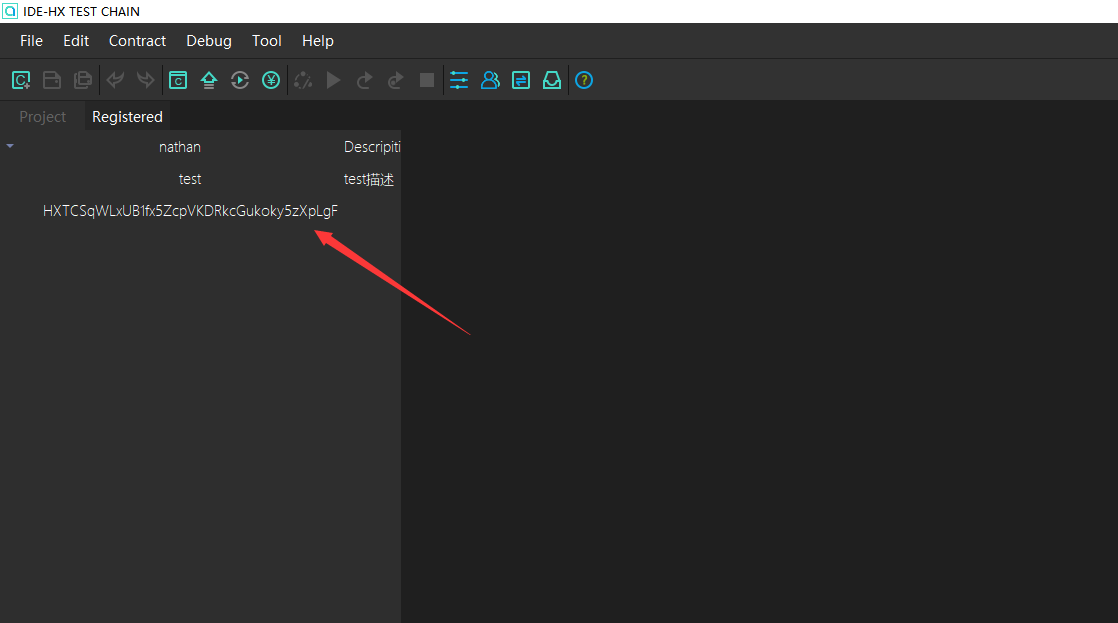 IDE-HX TEST CHAIN
File Edit Contract Debug Tool Help
Project Registered
nathan Descripiti
test test描述
HXTCSqWLxUB1fx5ZcpVKDRkcGukoky5zXpLgF